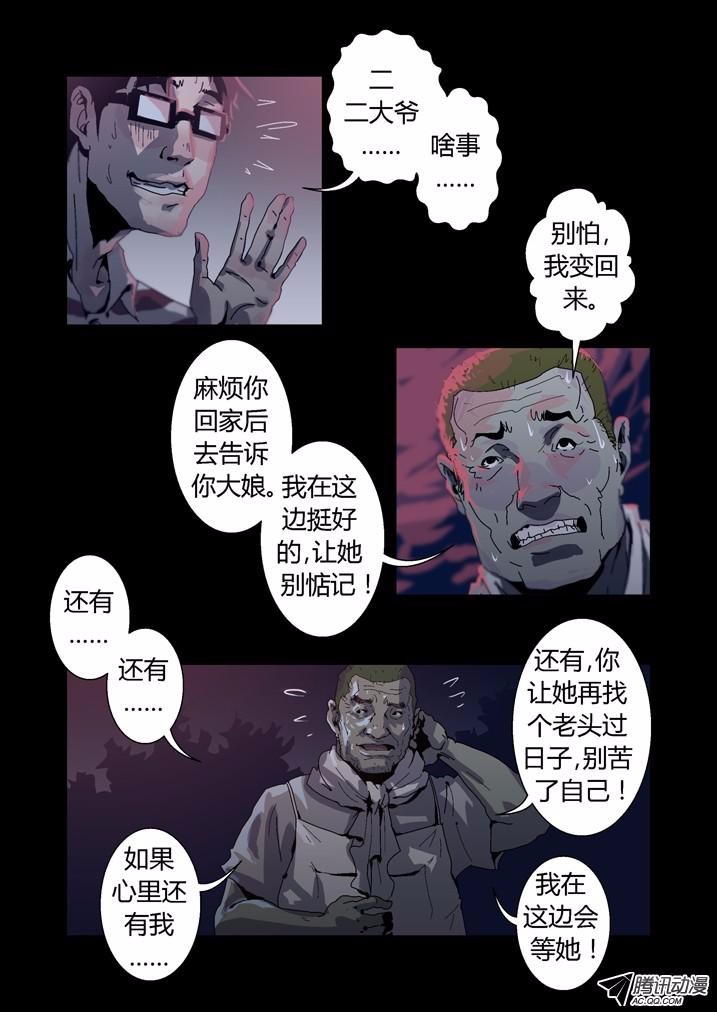 二
二大爷
……
啥事
……
别怕，
我变回
来。
麻烦你
回家后
去告诉
你大娘。
我在这
边挺好
的，让她
别惦记！
还有
……
还有
……
还有，你
让她再找
个老头过
日子，别苦
了自己！
如果
心里还
有我
……
我在
这边会
等她！
腾讯动漫
AC.QQ.COM